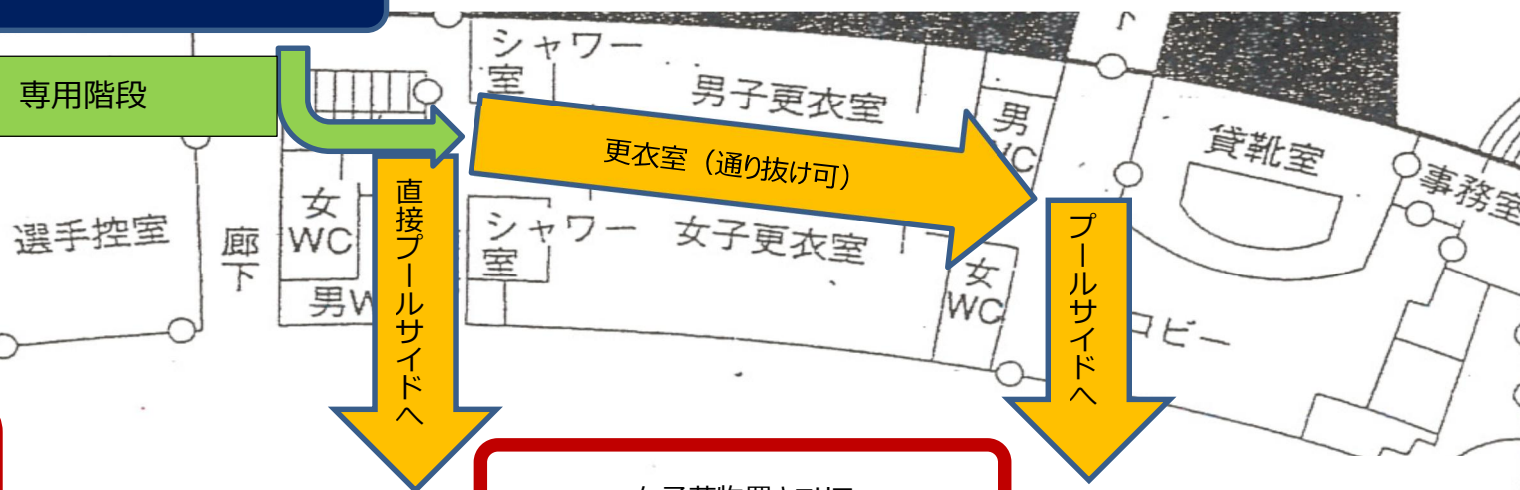 専用階段
シャワー
室
男子更衣室
男
更衣室（通り抜け可）
貸靴室
事務室
選手控室
廊
下
女
WC
男W
直接プールサイドへ
シャワー
室
女子更衣室
女
WC
プールサイドへ
ロビー